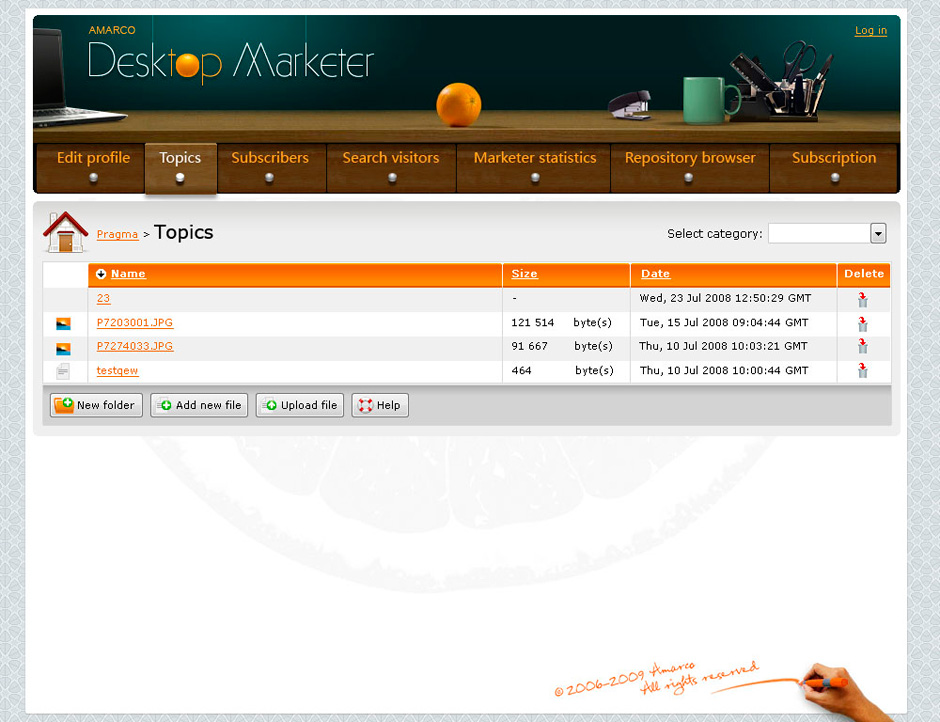 AMARCO
Log in
Desktop Marketer
Edit profile Topics Subscribers Search visitors Marketer statistics Repository browser Subscription
Pragma > Topics Select category:
Name Size Date Delete
23 - Wed, 23 Jul 2008 12:50:29 GMT
P7203001.JPG 121 514 byte(s) Tue, 15 Jul 2008 09:04:44 GMT
P7274033.JPG 91 667 byte(s) Thu, 10 Jul 2008 10:03:21 GMT
testqew 464 byte(s) Thu, 10 Jul 2008 10:00:44 GMT
New folder Add new file Upload file Help
© 2006-2009 Amarco
All rights reserved